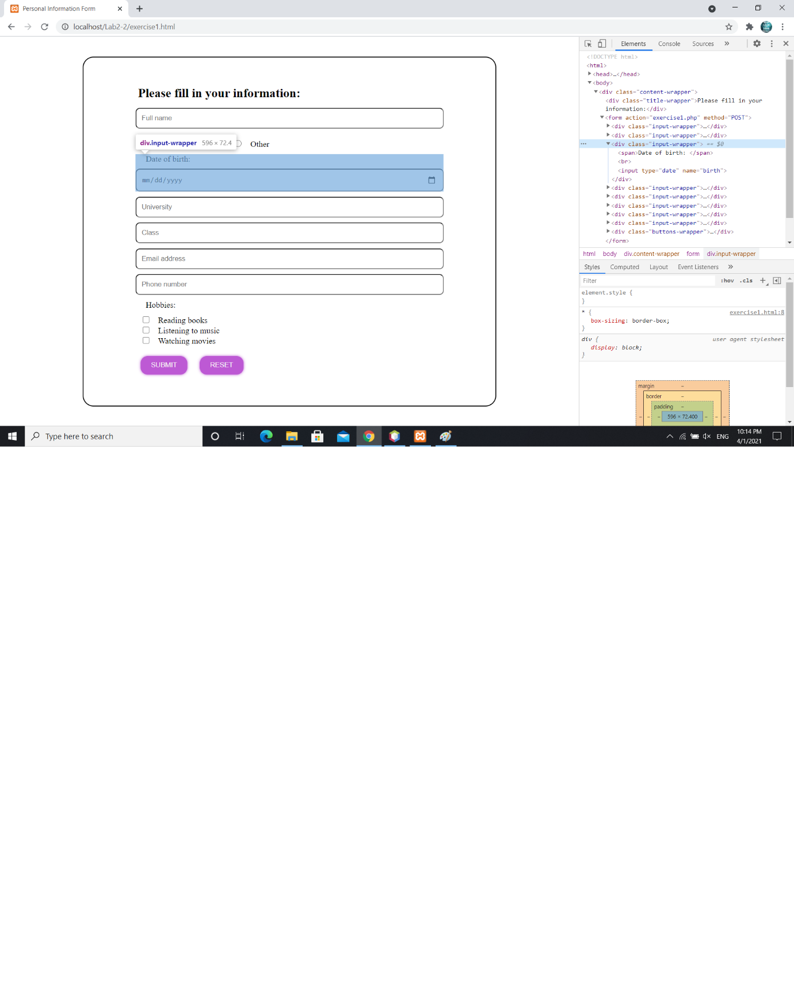 Personal Information Form
localhost/Lab2-2/exercise1.html
Please fill in your information:
Full name
div.input-wrapper 596 × 72.4
Other
Date of birth:
mm/dd/yyyy
University
Class
Email address
Phone number
Hobbies:
Reading books
Listening to music
Watching movies
SUBMIT RESET
Elements Console Sources »
<!DOCTYPE html>
<html>
<head>…</head>
<body>
<div class="content-wrapper">
<div class="title-wrapper">Please fill in your
information:</div>
<form action="exercise1.php" method="POST">
<div class="input-wrapper">…</div>
<div class="input-wrapper">…</div>
<div class="input-wrapper"> == $0
<span>Date of birth: </span>
<br>
<input type="date" name="birth">
</div>
<div class="input-wrapper">…</div>
<div class="input-wrapper">…</div>
<div class="input-wrapper">…</div>
<div class="input-wrapper">…</div>
<div class="input-wrapper">…</div>
<div class="buttons-wrapper">…</div>
</form>
html body div.content-wrapper form div.input-wrapper
Styles Computed Layout Event Listeners »
Filter :hov .cls +
element.style {
}
* { exercise1.html:8
box-sizing: border-box;
}
div { user agent stylesheet
display: block;
}
margin –
border –
padding –
– – – 596 × 72.400 – – –
Type here to search
ENG
10:14 PM
4/1/2021